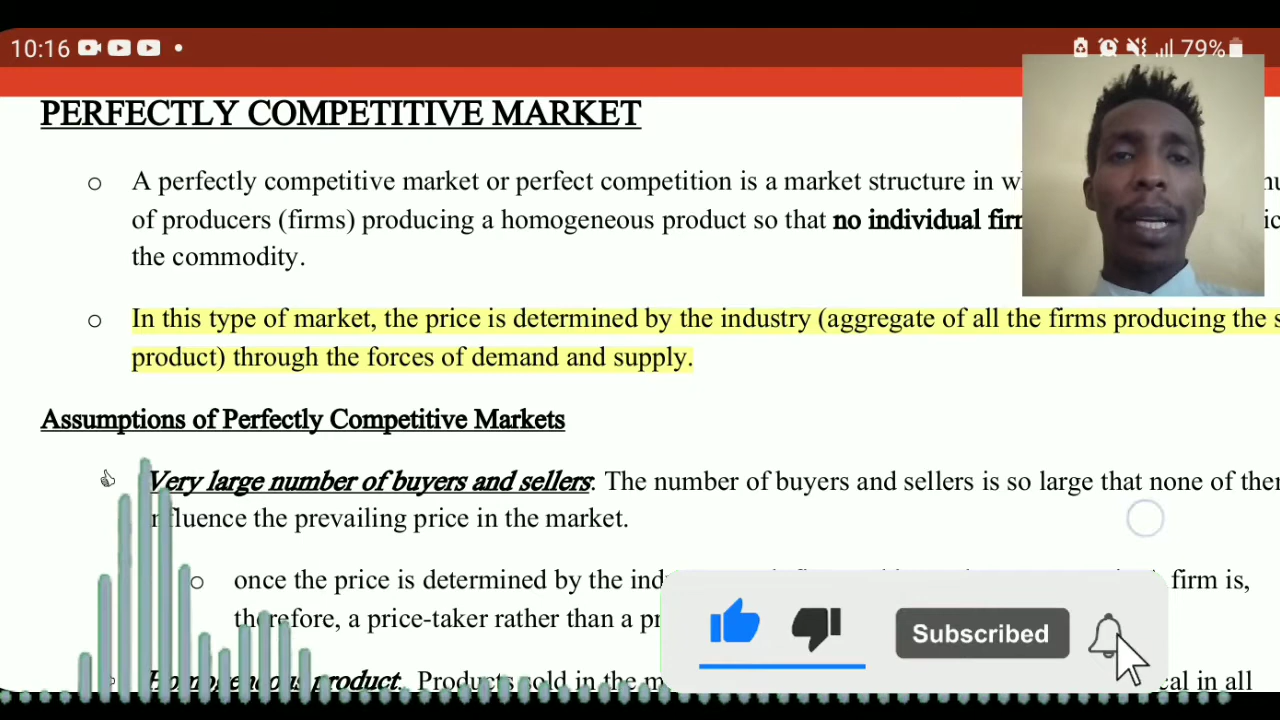 10:16
79%
PERFECTLY COMPETITIVE MARKET
o A perfectly competitive market or perfect competition is a market structure in
of producers (firms) producing a homogeneous product so that no individual
the commodity.
o In this type of market, the price is determined by the industry (aggregate of all the firms producing the
product) through the forces of demand and supply.
Assumptions of Perfectly Competitive Markets
Very large number of buyers and sellers: The number of buyers and sellers is so large that none of
influence the prevailing price in the market.
o once the price is determined by the firm is,
therefore, a price-taker rather than a
Subscribed
Homogenous product. Products sold in the in all